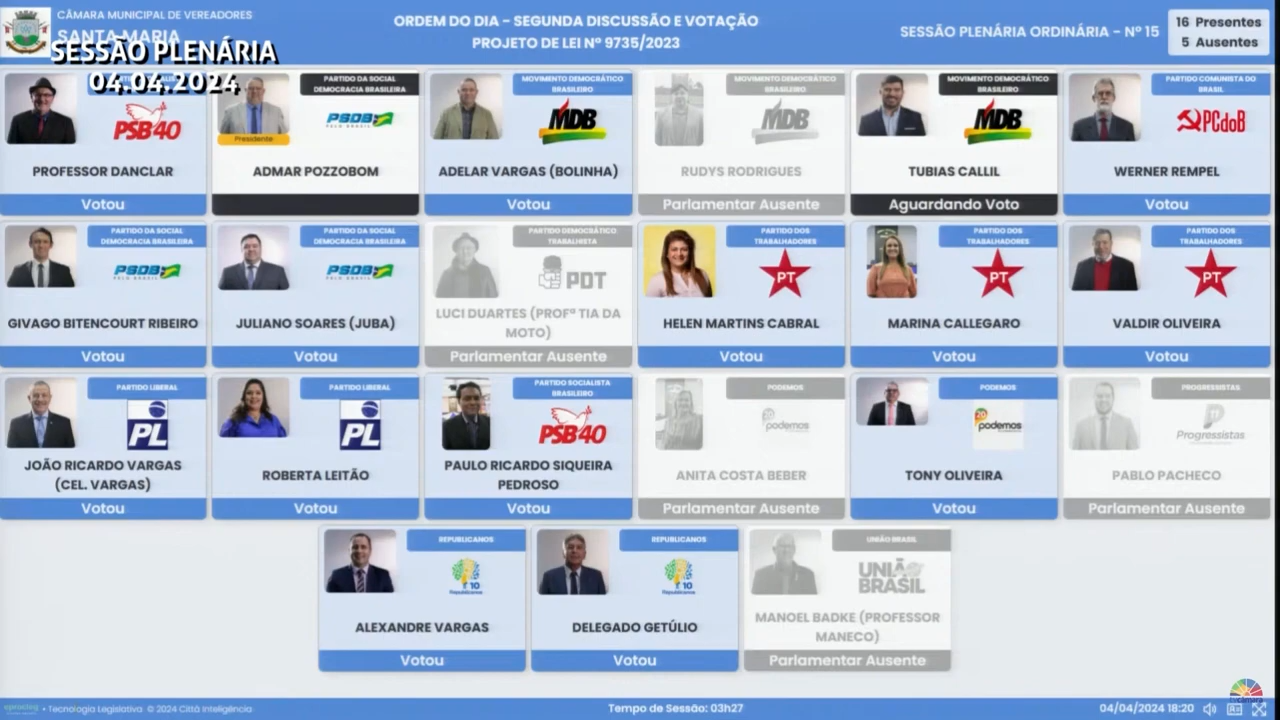 CÂMARA MUNICIPAL DE VEREADORES
SANTA MARIA
SESSÃO PLENÁRIA
04.04.2024
ORDEM DO DIA - SEGUNDA DISCUSSÃO E VOTAÇÃO
PROJETO DE LEI Nº 9735/2023
SESSÃO PLENÁRIA ORDINÁRIA - Nº 15
16 Presentes
5 Ausentes
PSB40
PROFESSOR DANCLAR
Votou
PARTIDO DA SOCIAL
DEMOCRACIA BRASILEIRA
PSDB
Presidente
ADMAR POZZOBOM
MOVIMENTO DEMOCRÁTICO
BRASILEIRO
MDB
ADELAR VARGAS (BOLINHA)
Votou
MOVIMENTO DEMOCRÁTICO
BRASILEIRO
MDB
RUDYS RODRIGUES
Parlamentar Ausente
MOVIMENTO DEMOCRÁTICO
BRASILEIRO
MDB
TUBIAS CALLIL
Aguardando Voto
PARTIDO COMUNISTA DO
BRASIL
PCdoB
WERNER REMPEL
Votou
PARTIDO DA SOCIAL
DEMOCRACIA BRASILEIRA
PSDB
GIVAGO BITENCOURT RIBEIRO
Votou
PARTIDO DA SOCIAL
DEMOCRACIA BRASILEIRA
PSDB
JULIANO SOARES (JUBA)
Votou
PARTIDO DEMOCRÁTICO
TRABALHISTA
PDT
LUCI DUARTES (PROFª TIA DA
MOTO)
Parlamentar Ausente
PARTIDO DOS
TRABALHADORES
PT
HELEN MARTINS CABRAL
Votou
PARTIDO DOS
TRABALHADORES
PT
MARINA CALLEGARO
Votou
PARTIDO DOS
TRABALHADORES
PT
VALDIR OLIVEIRA
Votou
PARTIDO LIBERAL
PL
JOÃO RICARDO VARGAS
(CEL. VARGAS)
Votou
PARTIDO LIBERAL
PL
ROBERTA LEITÃO
Votou
PARTIDO SOCIALISTA
BRASILEIRO
PSB40
PAULO RICARDO SIQUEIRA
PEDROSO
Votou
PODEMOS
20
podemos
ANITA COSTA BEBER
Parlamentar Ausente
PODEMOS
20
podemos
TONY OLIVEIRA
Votou
PROGRESSISTAS
11
Progressistas
PABLO PACHECO
Parlamentar Ausente
REPUBLICANOS
10
Republicanos
ALEXANDRE VARGAS
Votou
REPUBLICANOS
10
Republicanos
DELEGADO GETÚLIO
Votou
UNIÃO BRASIL
UNIÃO
BRASIL
MANOEL BADKE (PROFESSOR
MANECO)
Parlamentar Ausente
• Tecnologia Legislativa © 2024 Città Inteligência
Tempo de Sessão: 03h27
04/04/2024 18:20